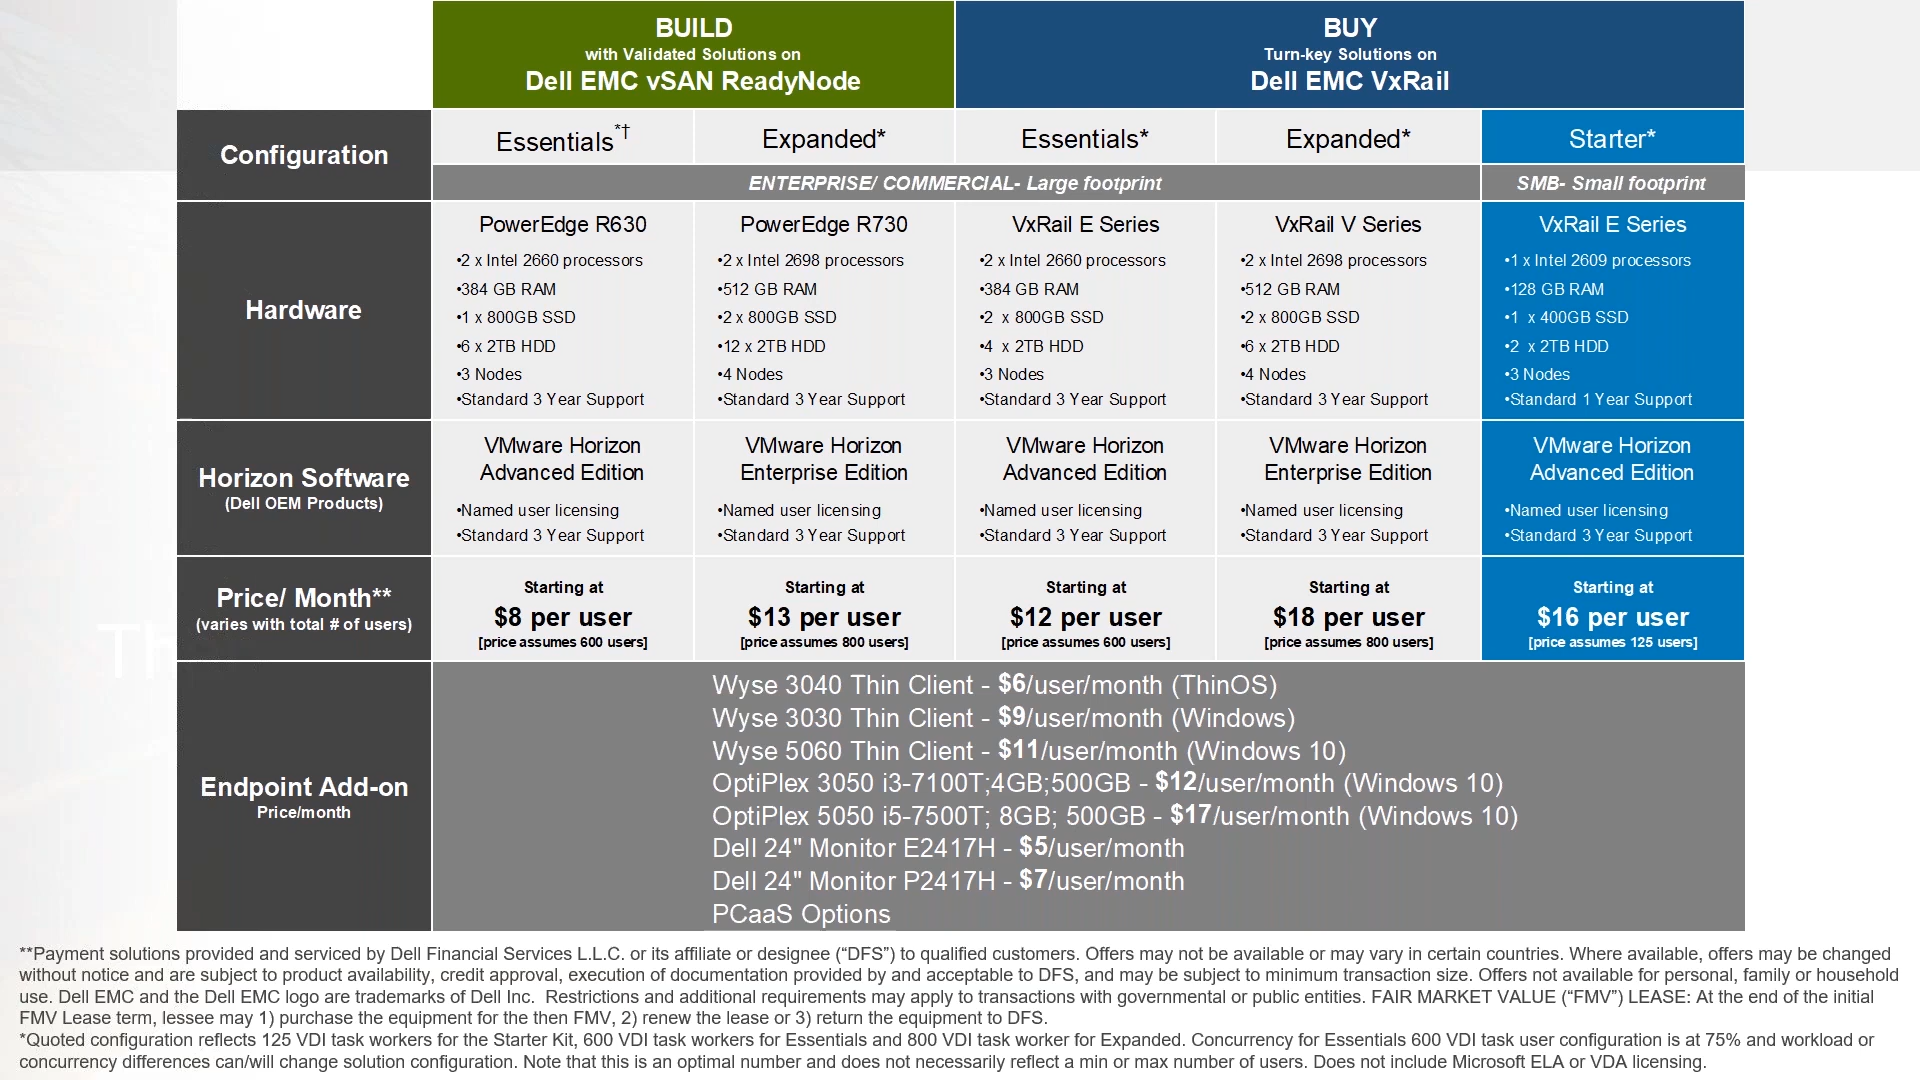 BUILD
with Validated Solutions on
Dell EMC vSAN ReadyNode
BUY
Turn-key Solutions on
Dell EMC VxRail
Configuration
Essentials*†
Expanded*
Essentials*
Expanded*
Starter*
ENTERPRISE/ COMMERCIAL- Large footprint
SMB- Small footprint
Hardware
PowerEdge R630
•2 x Intel 2660 processors
•384 GB RAM
•1 x 800GB SSD
•6 x 2TB HDD
•3 Nodes
•Standard 3 Year Support
PowerEdge R730
•2 x Intel 2698 processors
•512 GB RAM
•2 x 800GB SSD
•12 x 2TB HDD
•4 Nodes
•Standard 3 Year Support
VxRail E Series
•2 x Intel 2660 processors
•384 GB RAM
•2 x 800GB SSD
•4 x 2TB HDD
•3 Nodes
•Standard 3 Year Support
VxRail V Series
•2 x Intel 2698 processors
•512 GB RAM
•2 x 800GB SSD
•6 x 2TB HDD
•4 Nodes
•Standard 3 Year Support
VxRail E Series
•1 x Intel 2609 processors
•128 GB RAM
•1 x 400GB SSD
•2 x 2TB HDD
•3 Nodes
•Standard 1 Year Support
Horizon Software
(Dell OEM Products)
VMware Horizon
Advanced Edition
•Named user licensing
•Standard 3 Year Support
VMware Horizon
Enterprise Edition
•Named user licensing
•Standard 3 Year Support
VMware Horizon
Advanced Edition
•Named user licensing
•Standard 3 Year Support
VMware Horizon
Enterprise Edition
•Named user licensing
•Standard 3 Year Support
VMware Horizon
Advanced Edition
•Named user licensing
•Standard 3 Year Support
Price/ Month**
(varies with total # of users)
Starting at
$8 per user
[price assumes 600 users]
Starting at
$13 per user
[price assumes 800 users]
Starting at
$12 per user
[price assumes 600 users]
Starting at
$18 per user
[price assumes 800 users]
Starting at
$16 per user
[price assumes 125 users]
Endpoint Add-on
Price/month
Wyse 3040 Thin Client - $6/user/month (ThinOS)
Wyse 3030 Thin Client - $9/user/month (Windows)
Wyse 5060 Thin Client - $11/user/month (Windows 10)
OptiPlex 3050 i3-7100T;4GB;500GB - $12/user/month (Windows 10)
OptiPlex 5050 i5-7500T; 8GB; 500GB - $17/user/month (Windows 10)
Dell 24" Monitor E2417H - $5/user/month
Dell 24" Monitor P2417H - $7/user/month
PCaaS Options
**Payment solutions provided and serviced by Dell Financial Services L.L.C. or its affiliate or designee (“DFS”) to qualified customers. Offers may not be available or may vary in certain countries. Where available, offers may be changed
without notice and are subject to product availability, credit approval, execution of documentation provided by and acceptable to DFS, and may be subject to minimum transaction size. Offers not available for personal, family or household
use. Dell EMC and the Dell EMC logo are trademarks of Dell Inc. Restrictions and additional requirements may apply to transactions with governmental or public entities. FAIR MARKET VALUE (“FMV”) LEASE: At the end of the initial
FMV Lease term, lessee may 1) purchase the equipment for the then FMV, 2) renew the lease or 3) return the equipment to DFS.
*Quoted configuration reflects 125 VDI task workers for the Starter Kit, 600 VDI task workers for Essentials and 800 VDI task worker for Expanded. Concurrency for Essentials 600 VDI task user configuration is at 75% and workload or
concurrency differences can/will change solution configuration. Note that this is an optimal number and does not necessarily reflect a min or max number of users. Does not include Microsoft ELA or VDA licensing.